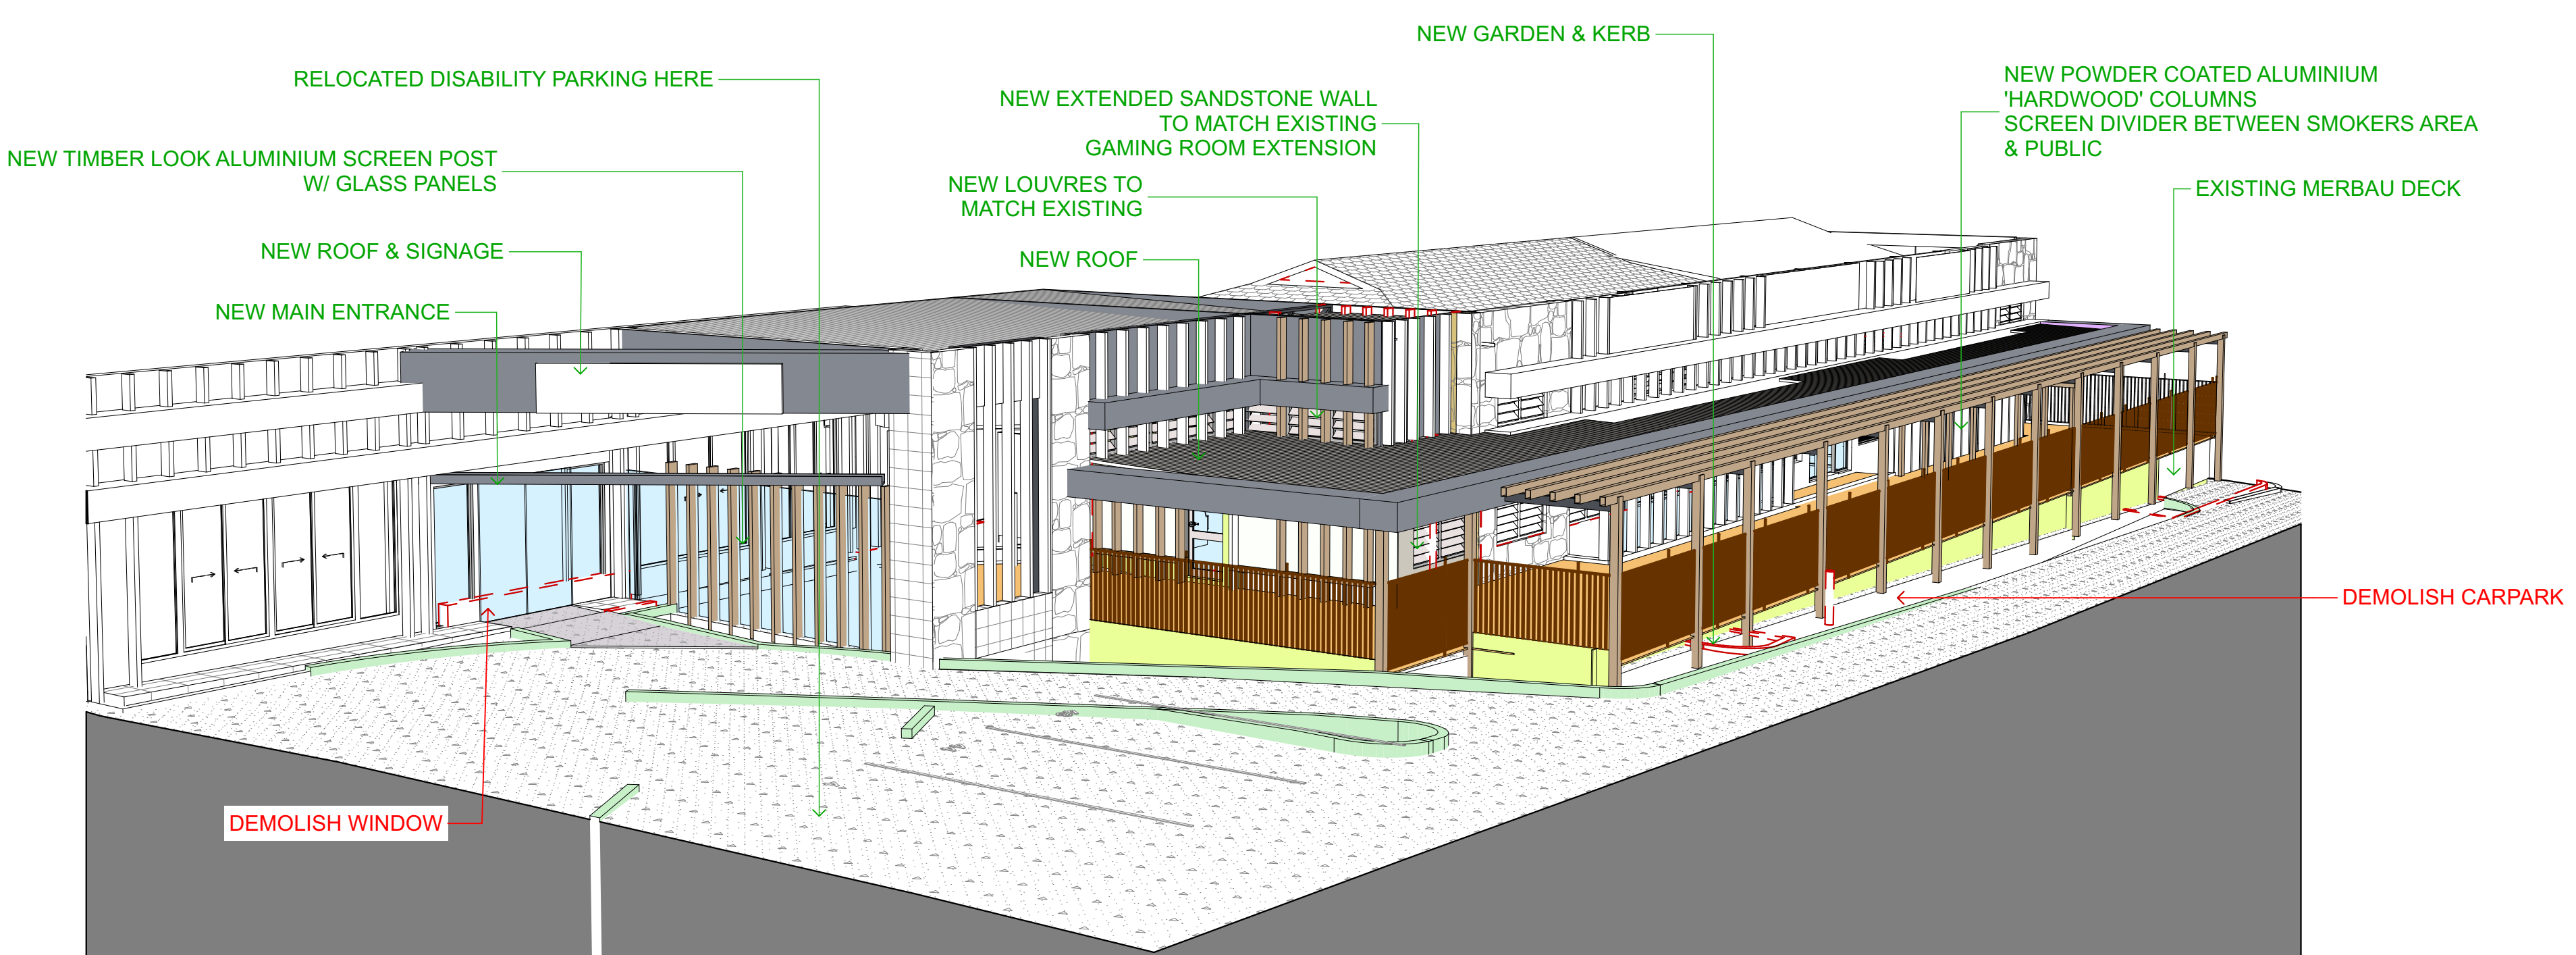 NEW GARDEN & KERB
RELOCATED DISABILITY PARKING HERE
NEW EXTENDED SANDSTONE WALL
TO MATCH EXISTING
GAMING ROOM EXTENSION
NEW POWDER COATED ALUMINIUM
'HARDWOOD' COLUMNS
SCREEN DIVIDER BETWEEN SMOKERS AREA
& PUBLIC
NEW TIMBER LOOK ALUMINIUM SCREEN POST
W/ GLASS PANELS
NEW LOUVRES TO
MATCH EXISTING
EXISTING MERBAU DECK
NEW ROOF & SIGNAGE
NEW ROOF
NEW MAIN ENTRANCE
DEMOLISH CARPARK
DEMOLISH WINDOW